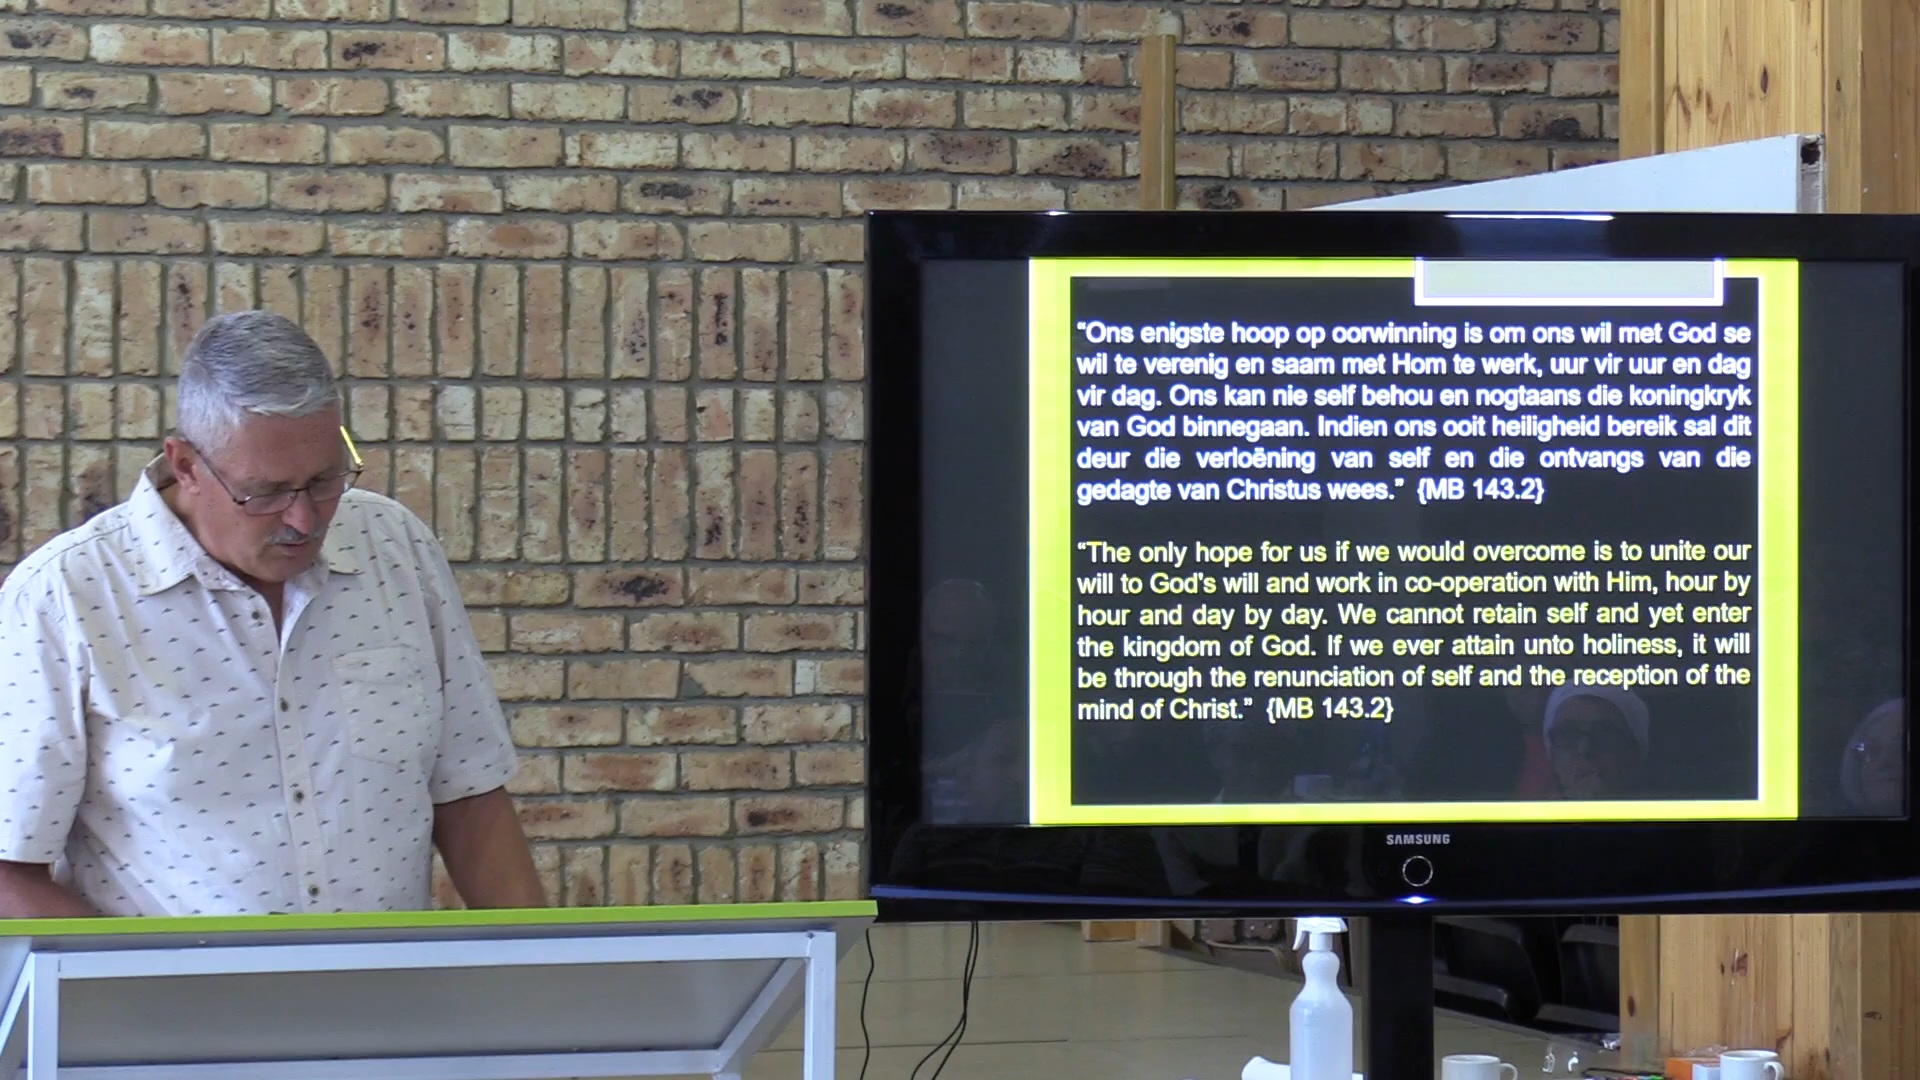 “Ons enigste hoop op oorwinning is om ons wil met God se
wil te verenig en saam met Hom te werk, uur vir uur en dag
vir dag. Ons kan nie self behou en nogtaans die koningkryk
van God binnegaan. Indien ons ooit heiligheid bereik sal dit
deur die verloëning van self en die ontvangs van die
gedagte van Christus wees.” {MB 143.2}
“The only hope for us if we would overcome is to unite our
will to God's will and work in co-operation with Him, hour by
hour and day by day. We cannot retain self and yet enter
the kingdom of God. If we ever attain unto holiness, it will
be through the renunciation of self and the reception of the
mind of Christ.” {MB 143.2}
SAMSUNG